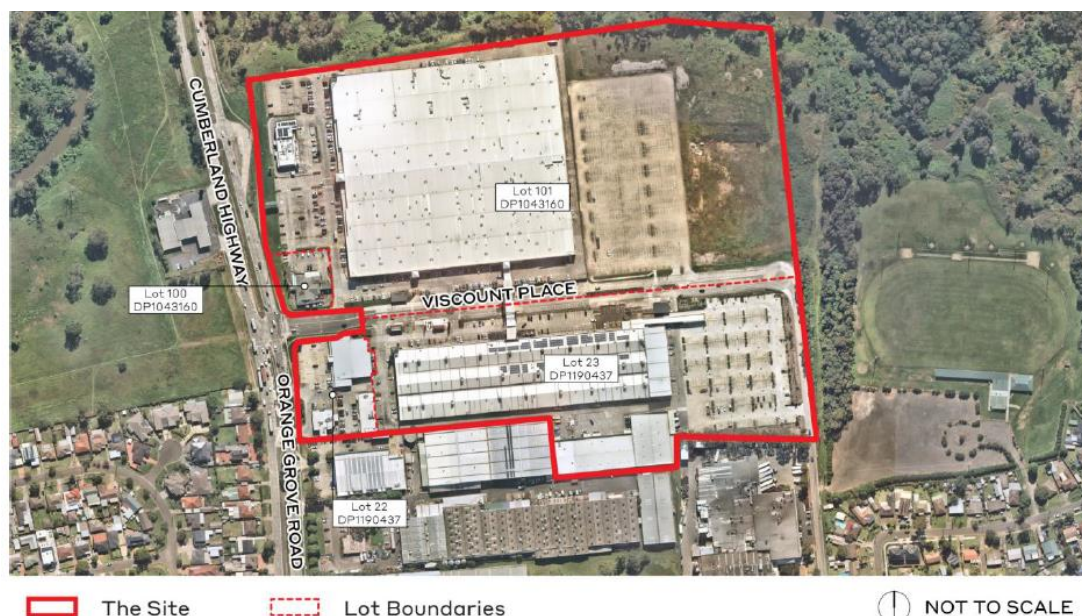 CUMBERLAND HIGHWAY
Lot 101
DP1043160
Lot 100
DP1043160
VISCOUNT PLACE
Lot 23
DP1190437
ORANGE GROVE ROAD
Lot 22
DP1190437
The Site
Lot Boundaries
NOT TO SCALE